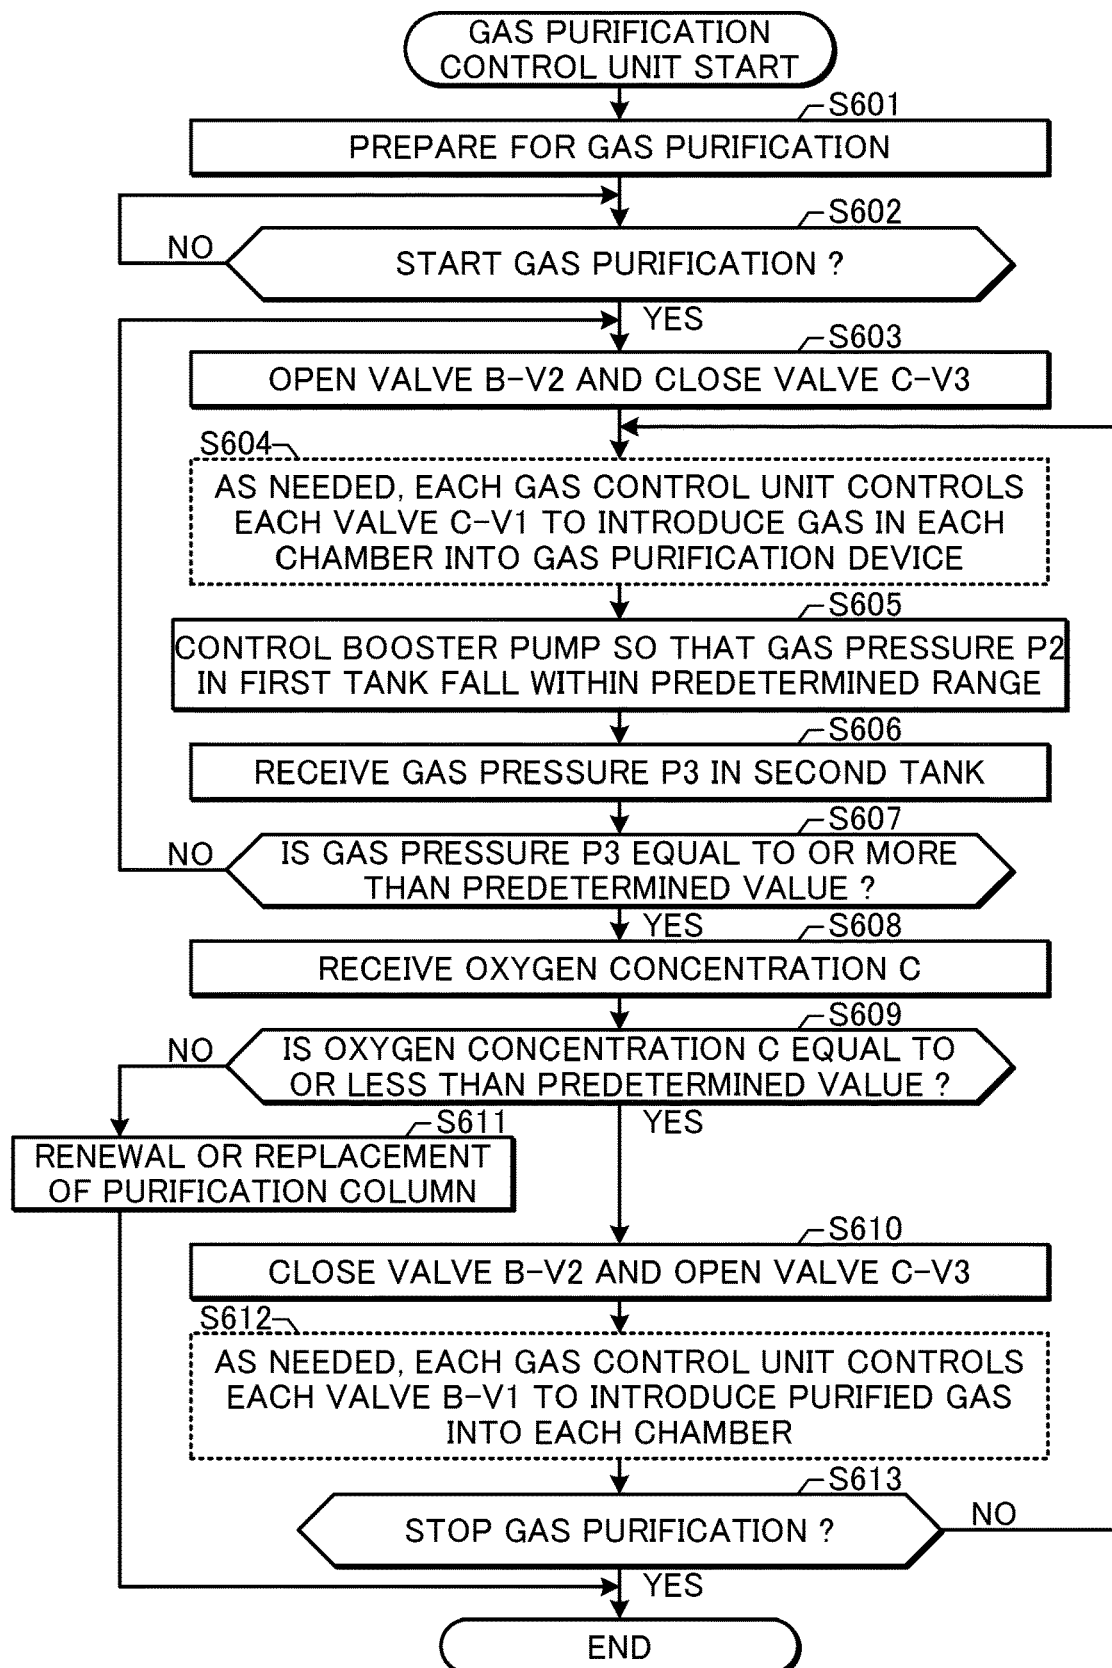 GAS PURIFICATION
CONTROL UNIT START
S601
PREPARE FOR GAS PURIFICATION
S602
NO
START GAS PURIFICATION ?
YES
S603
OPEN VALVE B-V2 AND CLOSE VALVE C-V3
S604
AS NEEDED, EACH GAS CONTROL UNIT CONTROLS
EACH VALVE C-V1 TO INTRODUCE GAS IN EACH
CHAMBER INTO GAS PURIFICATION DEVICE
S605
CONTROL BOOSTER PUMP SO THAT GAS PRESSURE P2
IN FIRST TANK FALL WITHIN PREDETERMINED RANGE
S606
RECEIVE GAS PRESSURE P3 IN SECOND TANK
S607
NO
IS GAS PRESSURE P3 EQUAL TO OR MORE
THAN PREDETERMINED VALUE ?
YES
S608
RECEIVE OXYGEN CONCENTRATION C
S609
NO
IS OXYGEN CONCENTRATION C EQUAL TO
OR LESS THAN PREDETERMINED VALUE ?
YES
S611
RENEWAL OR REPLACEMENT
OF PURIFICATION COLUMN
S610
CLOSE VALVE B-V2 AND OPEN VALVE C-V3
S612
AS NEEDED, EACH GAS CONTROL UNIT CONTROLS
EACH VALVE B-V1 TO INTRODUCE PURIFIED GAS
INTO EACH CHAMBER
S613
STOP GAS PURIFICATION ?
NO
YES
END